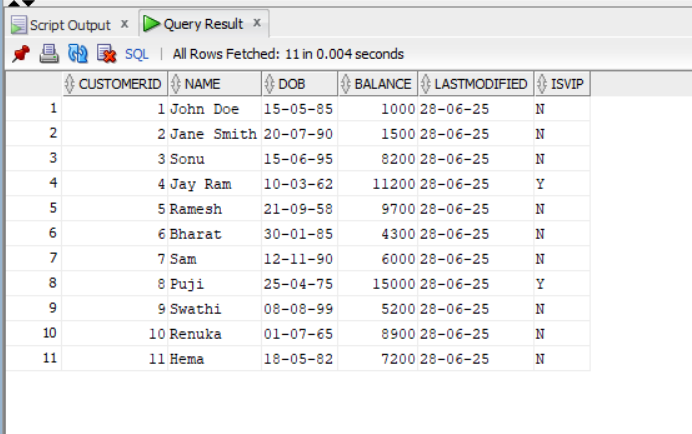 Script Output x Query Result x
SQL | All Rows Fetched: 11 in 0.004 seconds
CUSTOMERID NAME DOB BALANCE LASTMODIFIED ISVIP
1 1 John Doe 15-05-85 1000 28-06-25 N
2 2 Jane Smith 20-07-90 1500 28-06-25 N
3 3 Sonu 15-06-95 8200 28-06-25 N
4 4 Jay Ram 10-03-62 11200 28-06-25 Y
5 5 Ramesh 21-09-58 9700 28-06-25 N
6 6 Bharat 30-01-85 4300 28-06-25 N
7 7 Sam 12-11-90 6000 28-06-25 N
8 8 Puji 25-04-75 15000 28-06-25 Y
9 9 Swathi 08-08-99 5200 28-06-25 N
10 10 Renuka 01-07-65 8900 28-06-25 N
11 11 Hema 18-05-82 7200 28-06-25 N